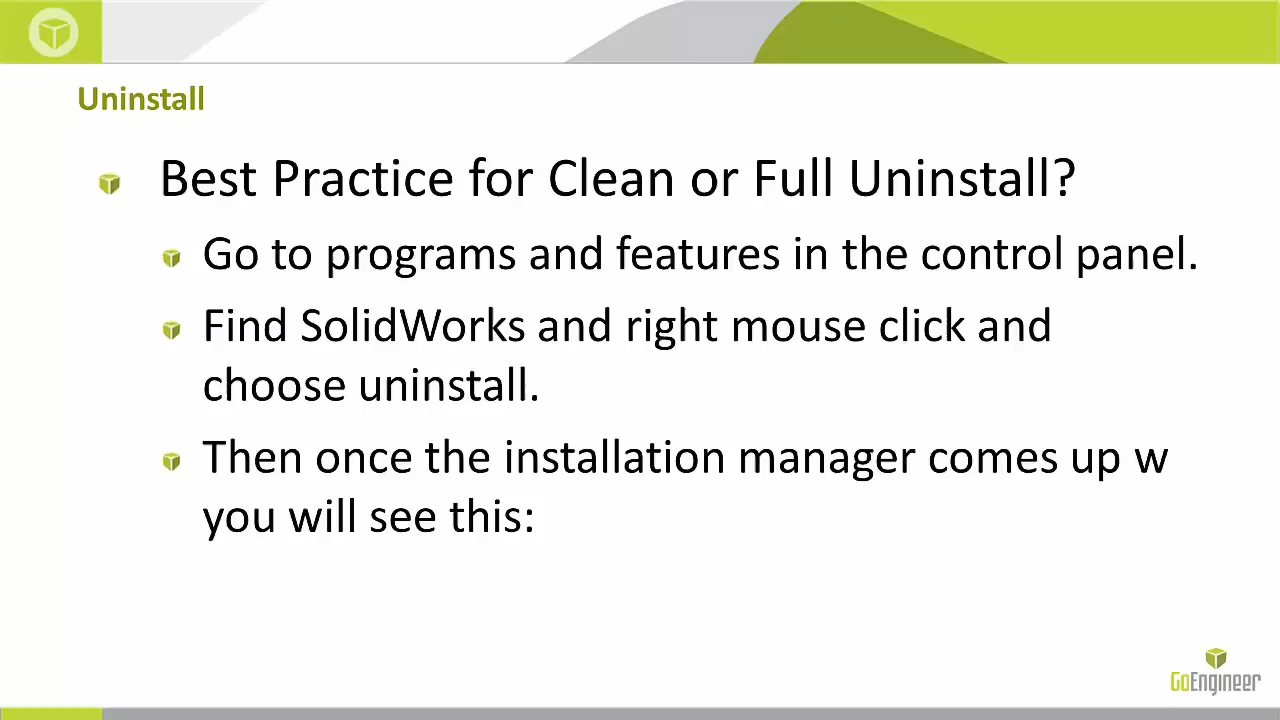 Uninstall
Best Practice for Clean or Full Uninstall?
Go to programs and features in the control panel.
Find SolidWorks and right mouse click and
choose uninstall.
Then once the installation manager comes up w
you will see this:
GoEngineer